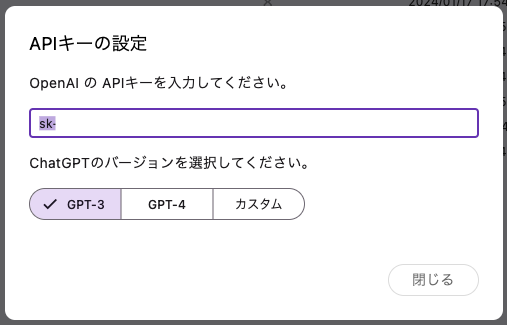 2024/01/17 17:54
APIキーの設定
OpenAI の APIキーを入力してください。
sk-
ChatGPTのバージョンを選択してください。
GPT-3
GPT-4
カスタム
閉じる